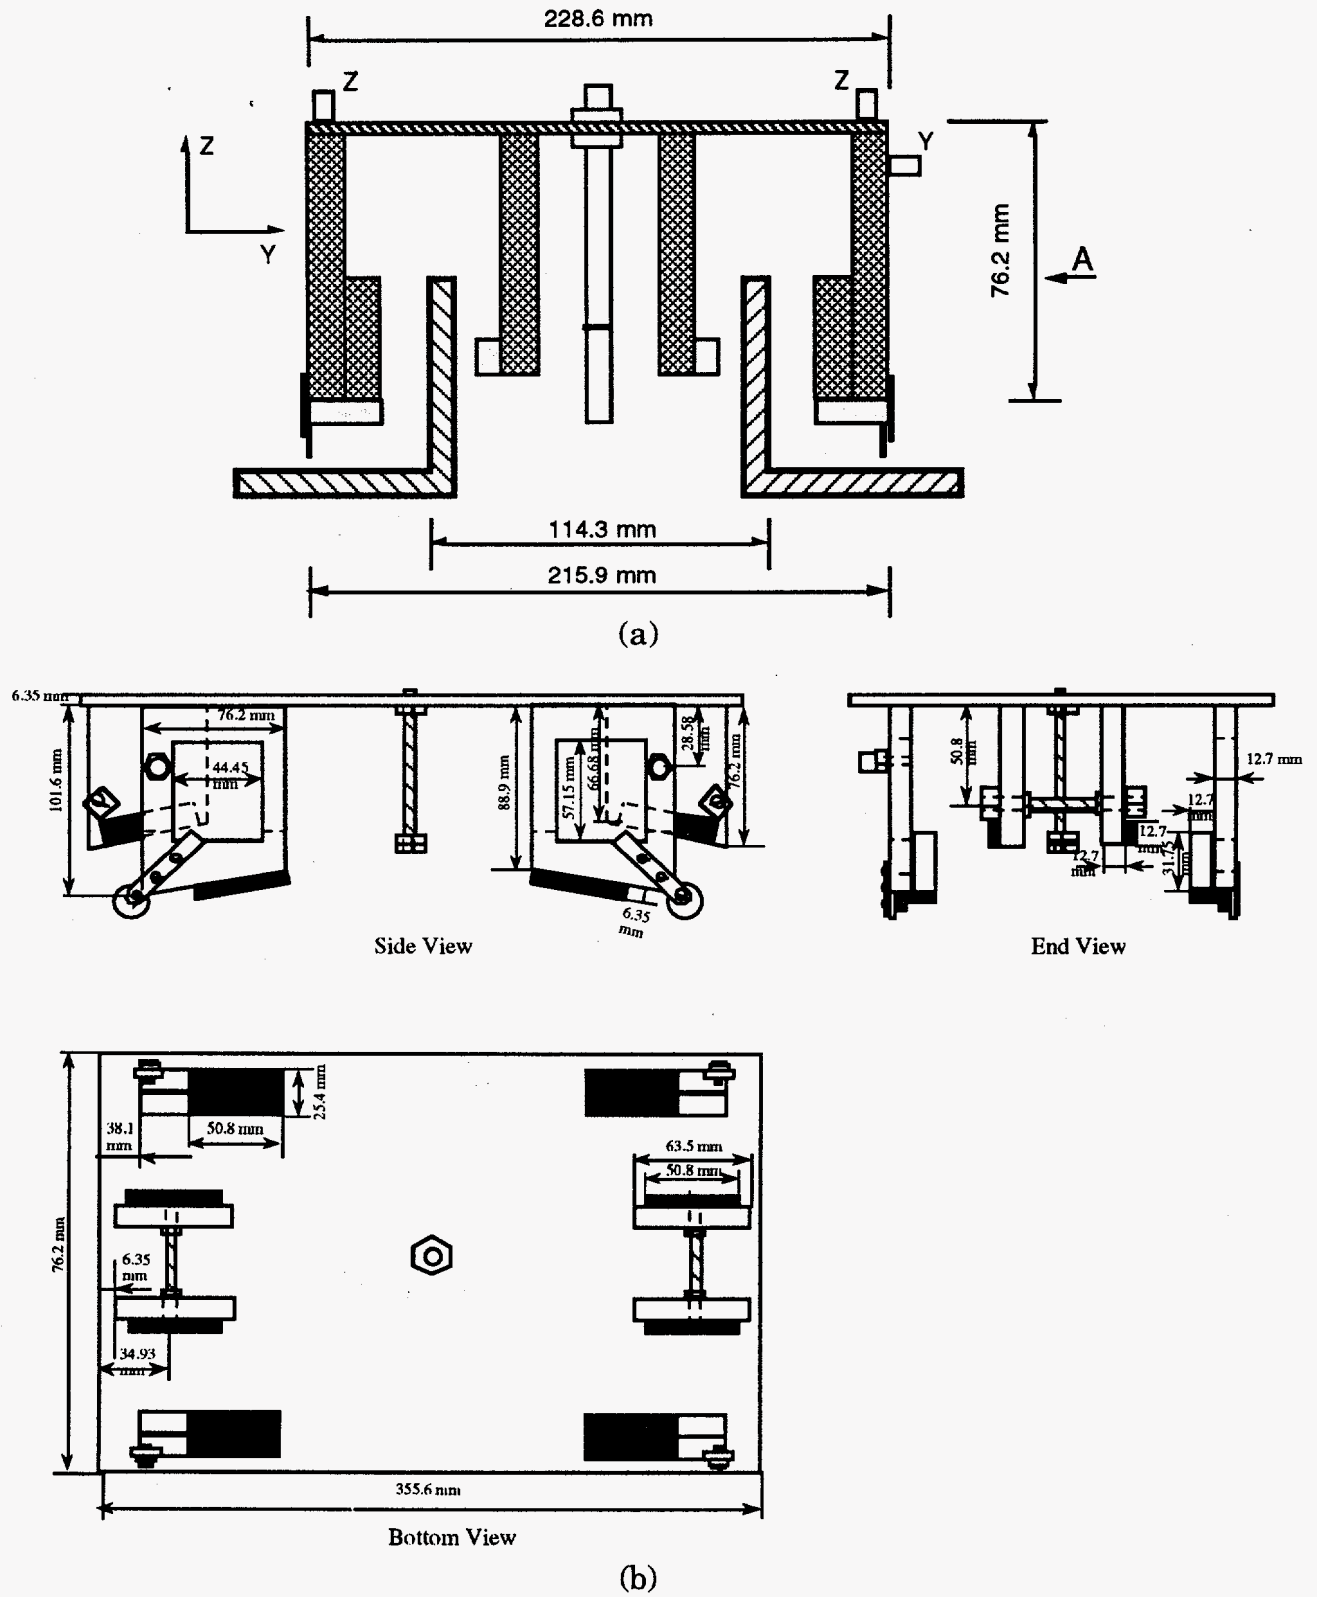 228.6 mm
Z
Z
Z
Y
Y
76.2 mm
A
114.3 mm
215.9 mm
(a)
6.35 mm
76.2 mm
44.45
mm
101.6 mm
88.9 mm
57.15 mm
66.68 mm
28.58
mm
76.2 mm
6.35
mm
Side View
50.8
mm
12.7 mm
12.7
mm
12.7
mm
12.7
mm
31.75
mm
End View
38.1
mm
50.8 mm
25.4 mm
63.5 mm
50.8 mm
76.2 mm
6.35
mm
34.93
mm
355.6 mm
Bottom View
(b)